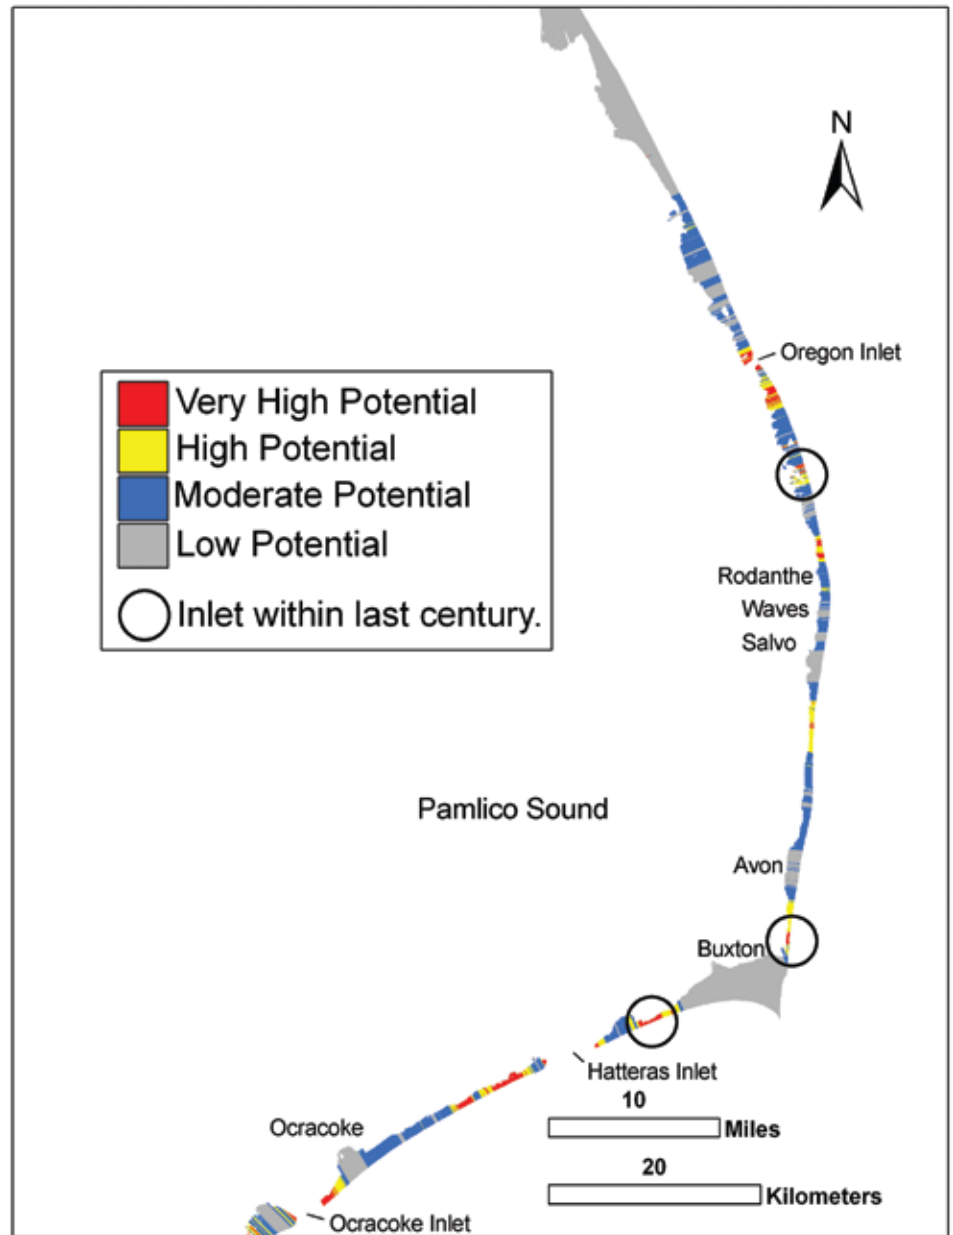 N
Oregon Inlet
Very High Potential
High Potential
Moderate Potential
Low Potential
Inlet within last century.
Rodanthe
Waves
Salvo
Pamlico Sound
Avon
Buxton
Hatteras Inlet
10
Miles
Ocracoke
20
Kilometers
Ocracoke Inlet